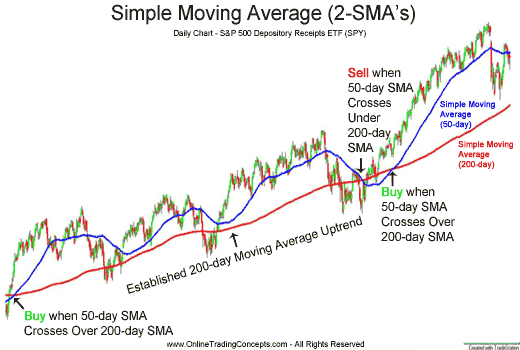 Simple Moving Average (2-SMA's)
Daily Chart - S&P 500 Depository Receipts ETF (SPY)
Sell when
50-day SMA
Crosses
Under
200-day
SMA
Simple Moving
Average
(50-day)
Simple Moving
Average
(200-day)
Buy when
50-day SMA
Crosses Over
200-day SMA
Established 200-day Moving Average Uptrend
Buy when 50-day SMA
Crosses Over 200-day SMA
www.OnlineTradingConcepts.com - All Rights Reserved
Created with TradeStation